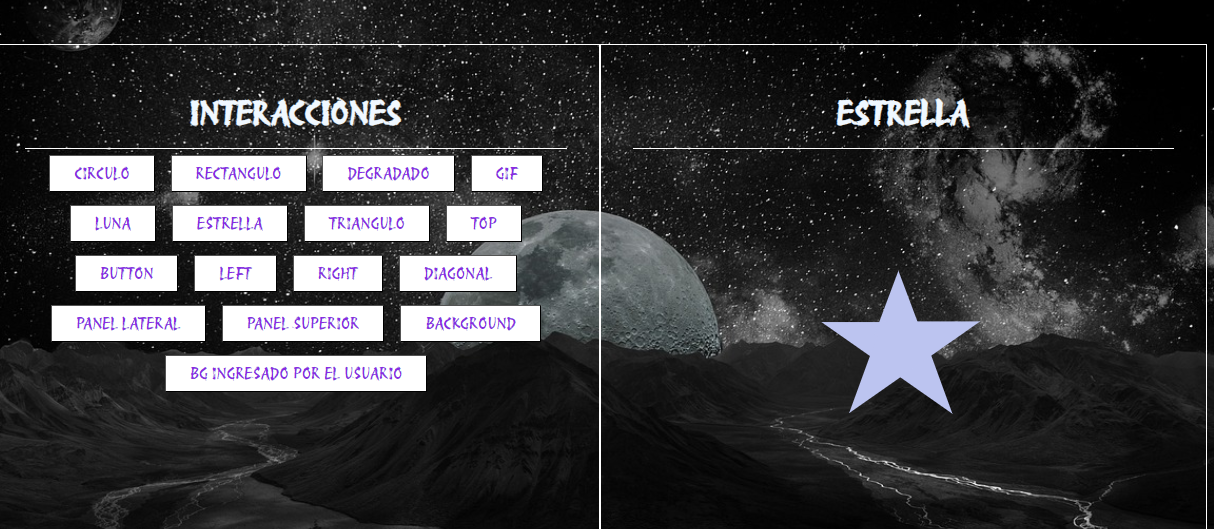 INTERACCIONES
CIRCULO RECTANGULO DEGRADADO GIF
LUNA ESTRELLA TRIANGULO TOP
BUTTON LEFT RIGHT DIAGONAL
PANEL LATERAL PANEL SUPERIOR BACKGROUND
BG INGRESADO POR EL USUARIO
ESTRELLA